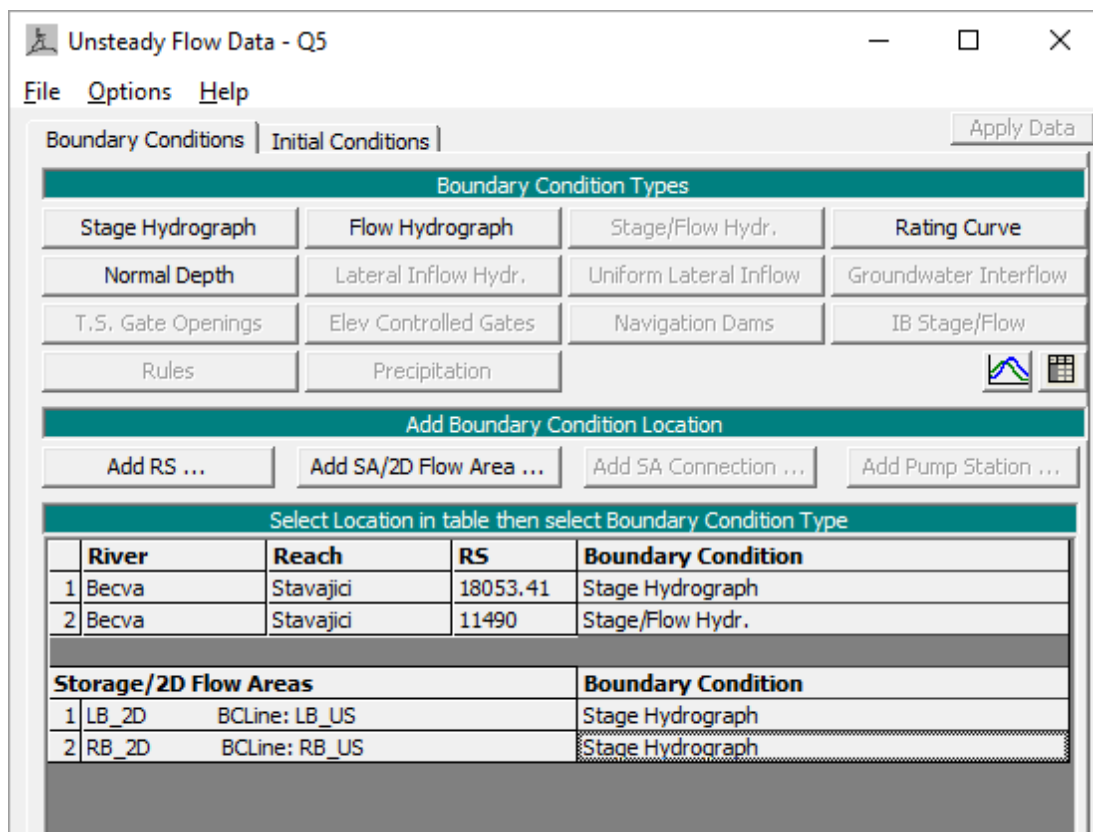 Unsteady Flow Data - Q5
File Options Help
Boundary Conditions Initial Conditions Apply Data
Boundary Condition Types
Stage Hydrograph Flow Hydrograph Stage/Flow Hydr. Rating Curve
Normal Depth Lateral Inflow Hydr. Uniform Lateral Inflow Groundwater Interflow
T.S. Gate Openings Elev Controlled Gates Navigation Dams IB Stage/Flow
Rules Precipitation
Add Boundary Condition Location
Add RS ... Add SA/2D Flow Area ... Add SA Connection ... Add Pump Station ...
Select Location in table then select Boundary Condition Type
River Reach RS Boundary Condition
1 Becva Stavajici 18053.41 Stage Hydrograph
2 Becva Stavajici 11490 Stage/Flow Hydr.
Storage/2D Flow Areas Boundary Condition
1 LB_2D BCLine: LB_US Stage Hydrograph
2 RB_2D BCLine: RB_US Stage Hydrograph